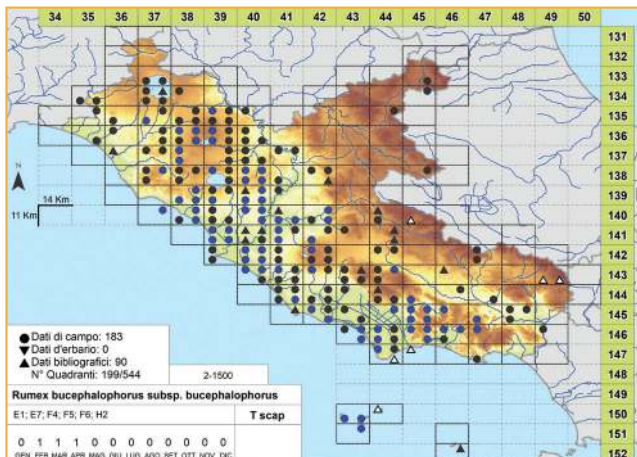 34 35 36 37 38 39 40 41 42 43 44 45 46 47 48 49 50
131
132
133
134
135
136
137
138
139
140
141
142
143
144
145
146
147
148
149
150
151
152
N
14 Km
11 Km
Dati di campo: 183
Dati d'erbario: 0
Dati bibliografici: 90
N° Quadranti: 199/544
2-1500
Rumex bucephalophorus subsp. bucephalophorus
E1; E7; F4; F5; F6; H2
T scap
0 1 1 1 0 0 0 0 0 0 0 0
GEN FEB MAR APR MAG GIU LUG AGO SET OTT NOV DIC